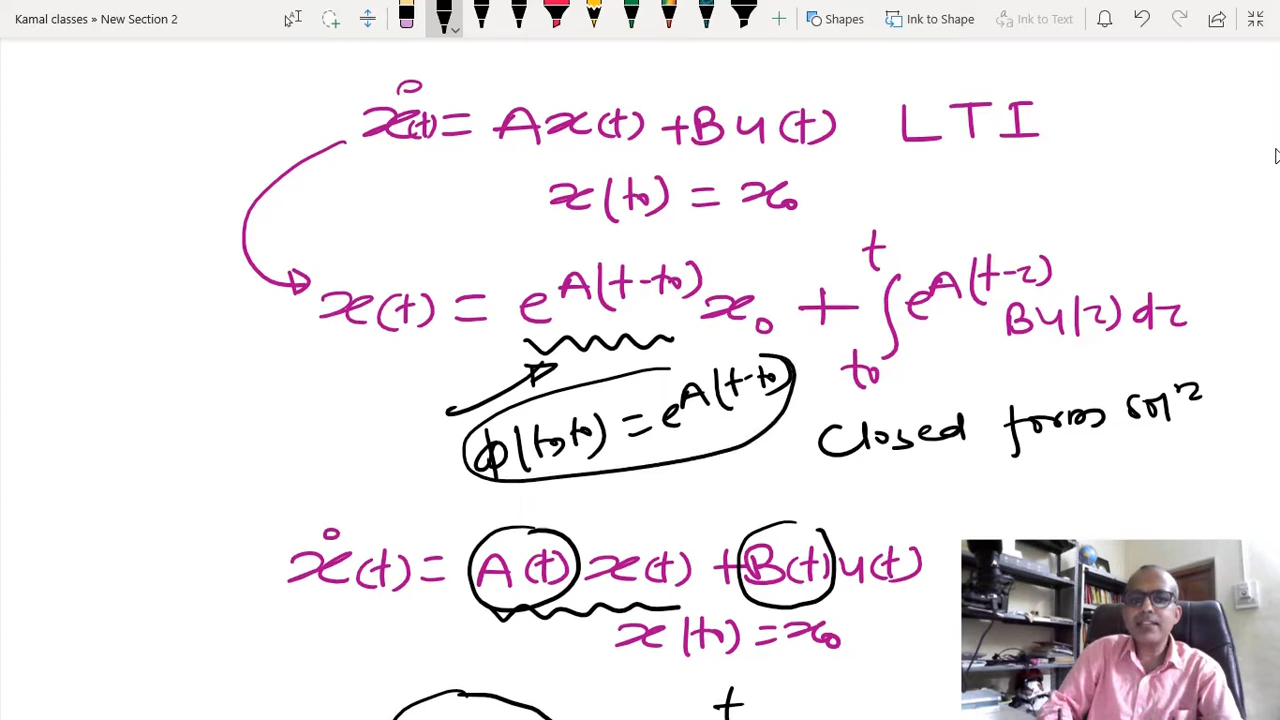 Kamal classes » New Section 2
Shapes
Ink to Shape
Ink to Text
ẋ(t) = Ax(t) + Bu(t) LTI
x(t₀) = x₀
x(t) = e^A(t-t₀) x₀ + ∫ t₀ t e^A(t-τ) Bu(τ)dτ
ϕ(t,t₀) = e^A(t-t₀)
Closed form solⁿ
ẋ(t) = A(t) x(t) + B(t) u(t)
x(t₀) = x₀
t